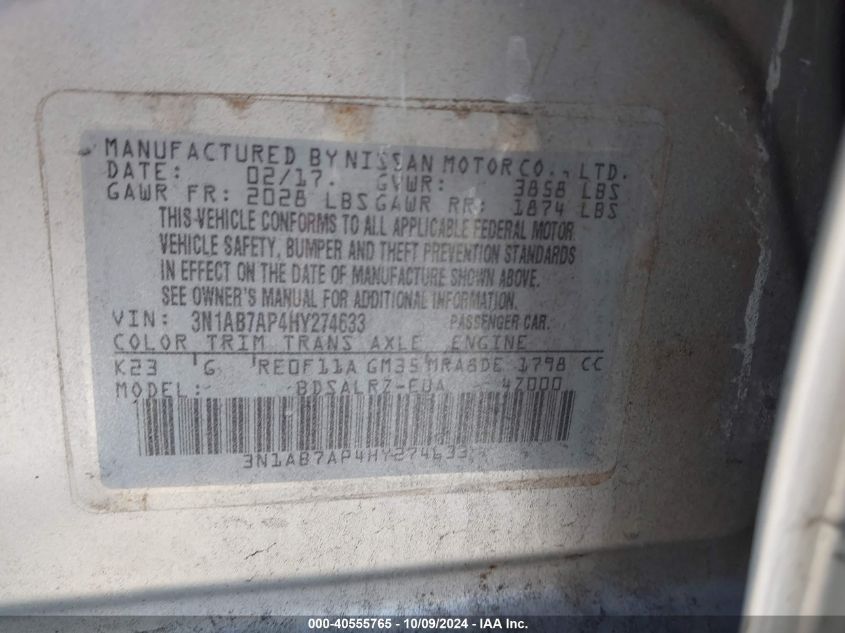 MANUFACTURED BY NISSAN MOTOR CO., LTD.
DATE: 02/17. GVWR: 3858 LBS
GAWR FR: 2028 LBS GAWR RR: 1874 LBS
THIS VEHICLE CONFORMS TO ALL APPLICABLE FEDERAL MOTOR
VEHICLE SAFETY, BUMPER AND THEFT PREVENTION STANDARDS
IN EFFECT ON THE DATE OF MANUFACTURE SHOWN ABOVE.
SEE OWNER'S MANUAL FOR ADDITIONAL INFORMATION.
VIN: 3N1AB7AP4HY274633 PASSENGER CAR.
COLOR TRIM TRANS AXLE ENGINE
K23 G RE0F11A GM35 MRA8DE 1798 CC
MODEL: BDSALRZ-EUA 4Z000
3N1AB7AP4HY274633
000-40555765 - 10/09/2024 - IAA Inc.